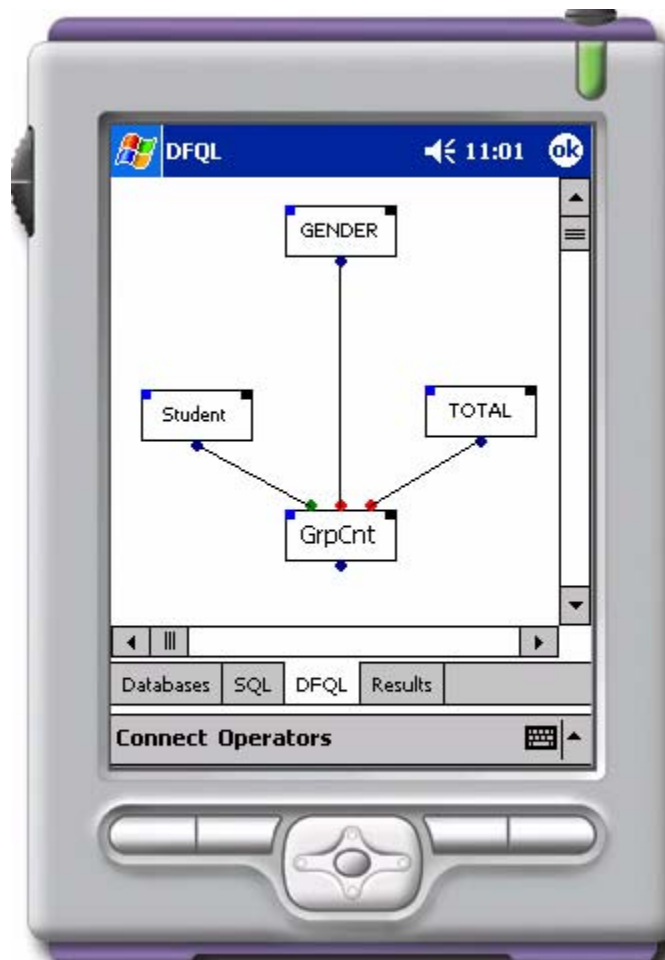 DFQL 11:01 ok
GENDER
Student
TOTAL
GrpCnt
Databases SQL DFQL Results
Connect Operators